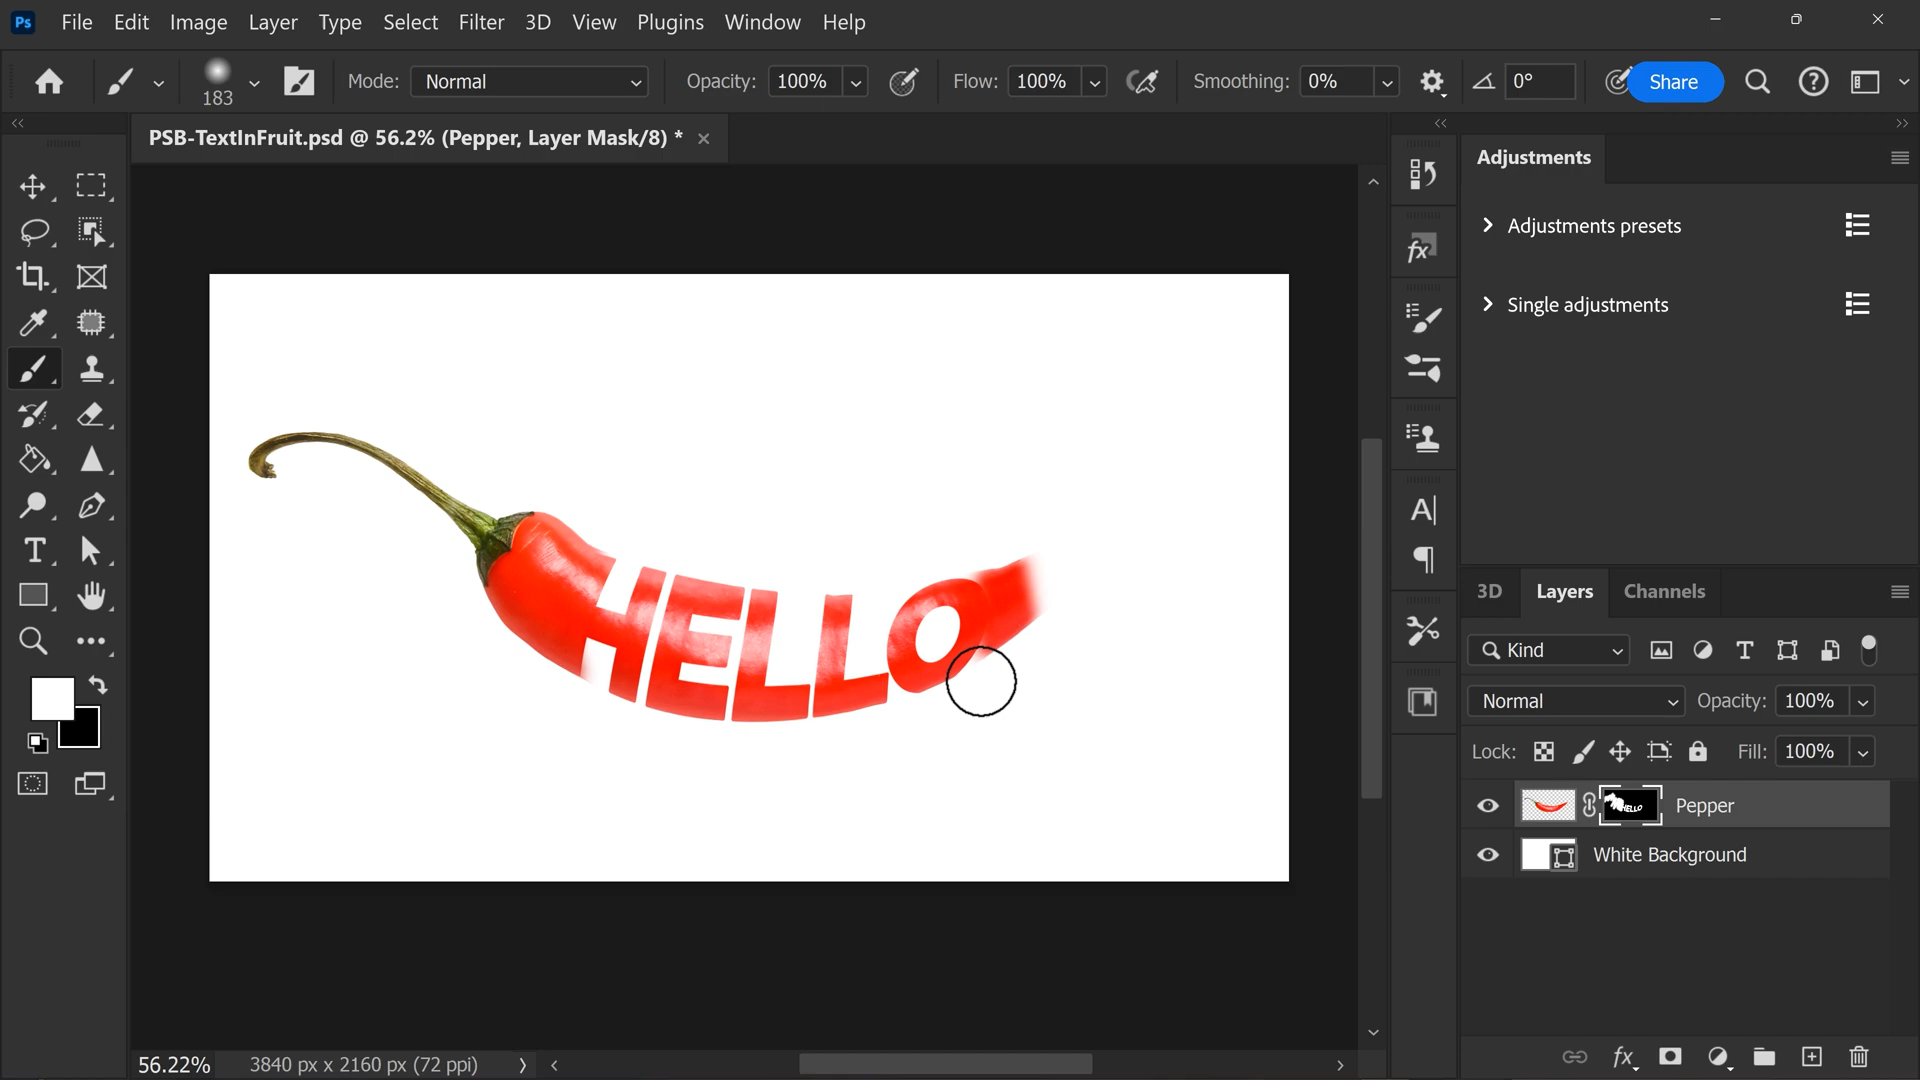 Ps File Edit Image Layer Type Select Filter 3D View Plugins Window Help
183 Mode: Normal Opacity: 100% Flow: 100% Smoothing: 0% 0° Share
PSB-TextInFruit.psd @ 56.2% (Pepper, Layer Mask/8) *
Adjustments
Adjustments presets
Single adjustments
HELLO
3D Layers Channels
Kind
Normal Opacity: 100%
Lock: Fill: 100%
Pepper
White Background
56.22% 3840 px x 2160 px (72 ppi)